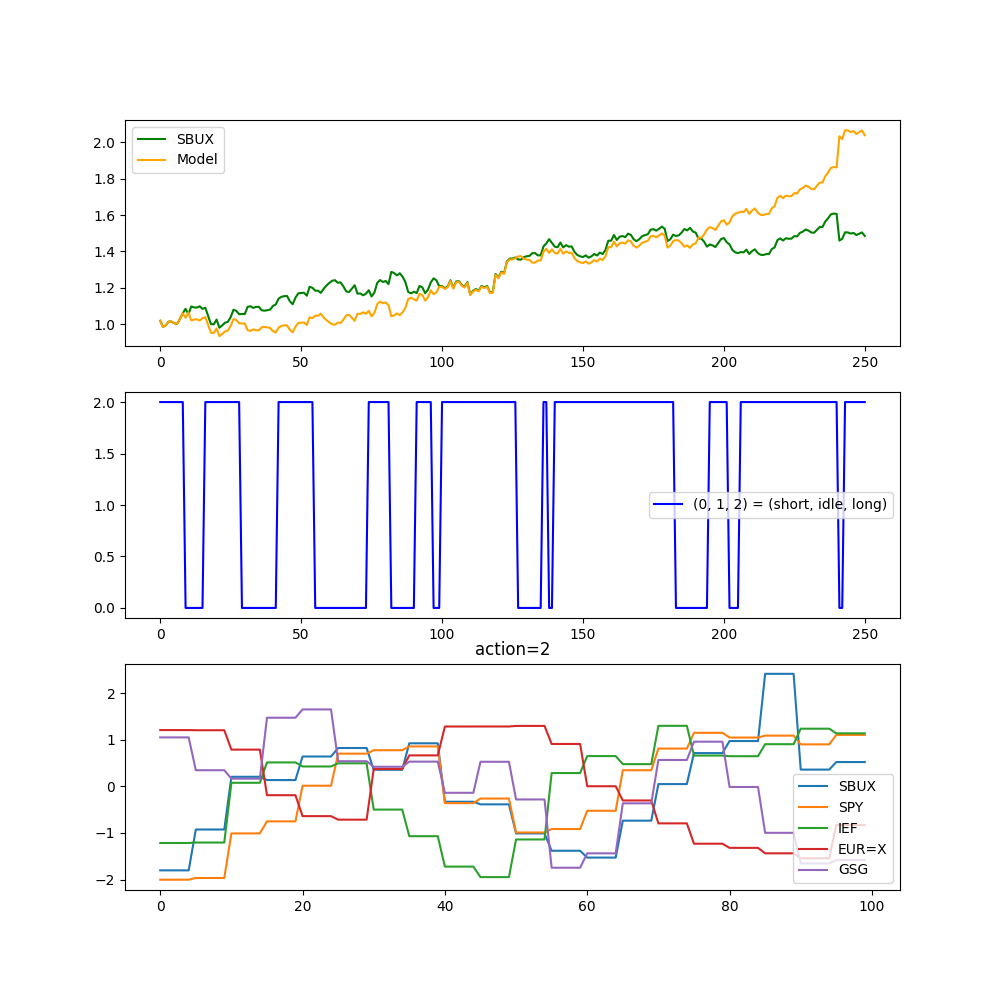 SBUX
Model
2.0
1.8
1.6
1.4
1.2
1.0
0 50 100 150 200 250
2.0
1.5
1.0
0.5
0.0
(0, 1, 2) = (short, idle, long)
0 50 100 150 200 250
action=2
2
1
0
−1
−2
SBUX
SPY
IEF
EUR=X
GSG
0 20 40 60 80 100